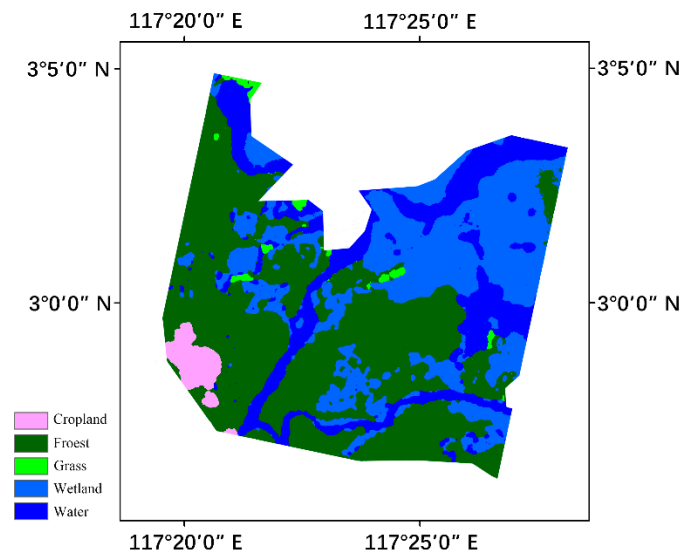 117°20′0″ E 117°25′0″ E
3°5′0″ N 3°5′0″ N
3°0′0″ N 3°0′0″ N
Cropland
Froest
Grass
Wetland
Water
117°20′0″ E 117°25′0″ E